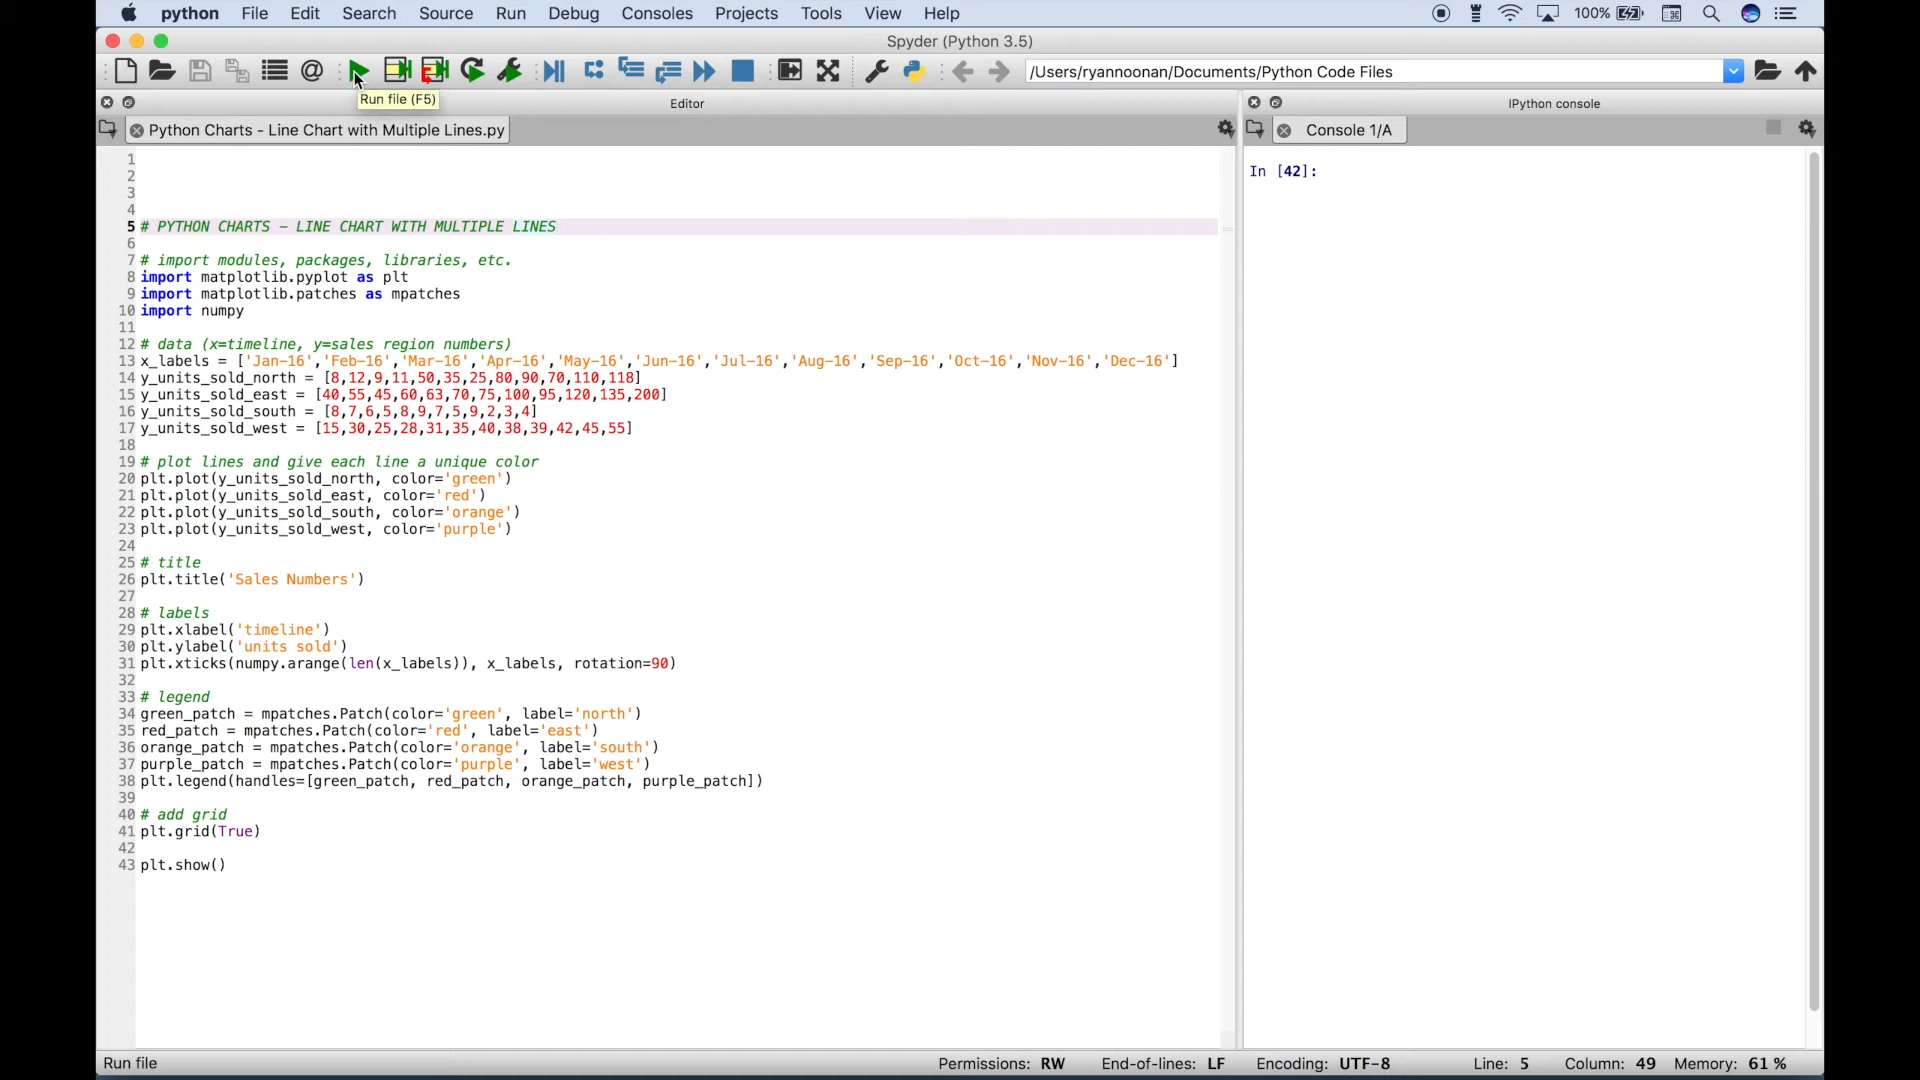 python File Edit Search Source Run Debug Consoles Projects Tools View Help 100%
Spyder (Python 3.5)
/Users/ryannoonan/Documents/Python Code Files
Run file (F5)
Editor
IPython console
Python Charts - Line Chart with Multiple Lines.py
Console 1/A
In [42]:
1
2
3
4
5 # PYTHON CHARTS – LINE CHART WITH MULTIPLE LINES
6
7 # import modules, packages, libraries, etc.
8 import matplotlib.pyplot as plt
9 import matplotlib.patches as mpatches
10 import numpy
11
12 # data (x=timeline, y=sales region numbers)
13 x_labels = ['Jan-16','Feb-16','Mar-16','Apr-16','May-16','Jun-16','Jul-16','Aug-16','Sep-16','Oct-16','Nov-16','Dec-16']
14 y_units_sold_north = [8,12,9,11,50,35,25,80,90,70,110,118]
15 y_units_sold_east = [40,55,45,60,63,70,75,100,95,120,135,200]
16 y_units_sold_south = [8,7,6,5,8,9,7,5,9,2,3,4]
17 y_units_sold_west = [15,30,25,28,31,35,40,38,39,42,45,55]
18
19 # plot lines and give each line a unique color
20 plt.plot(y_units_sold_north, color='green')
21 plt.plot(y_units_sold_east, color='red')
22 plt.plot(y_units_sold_south, color='orange')
23 plt.plot(y_units_sold_west, color='purple')
24
25 # title
26 plt.title('Sales Numbers')
27
28 # labels
29 plt.xlabel('timeline')
30 plt.ylabel('units sold')
31 plt.xticks(numpy.arange(len(x_labels)), x_labels, rotation=90)
32
33 # legend
34 green_patch = mpatches.Patch(color='green', label='north')
35 red_patch = mpatches.Patch(color='red', label='east')
36 orange_patch = mpatches.Patch(color='orange', label='south')
37 purple_patch = mpatches.Patch(color='purple', label='west')
38 plt.legend(handles=[green_patch, red_patch, orange_patch, purple_patch])
39
40 # add grid
41 plt.grid(True)
42
43 plt.show()
Run file Permissions: RW End-of-lines: LF Encoding: UTF-8 Line: 5 Column: 49 Memory: 61 %